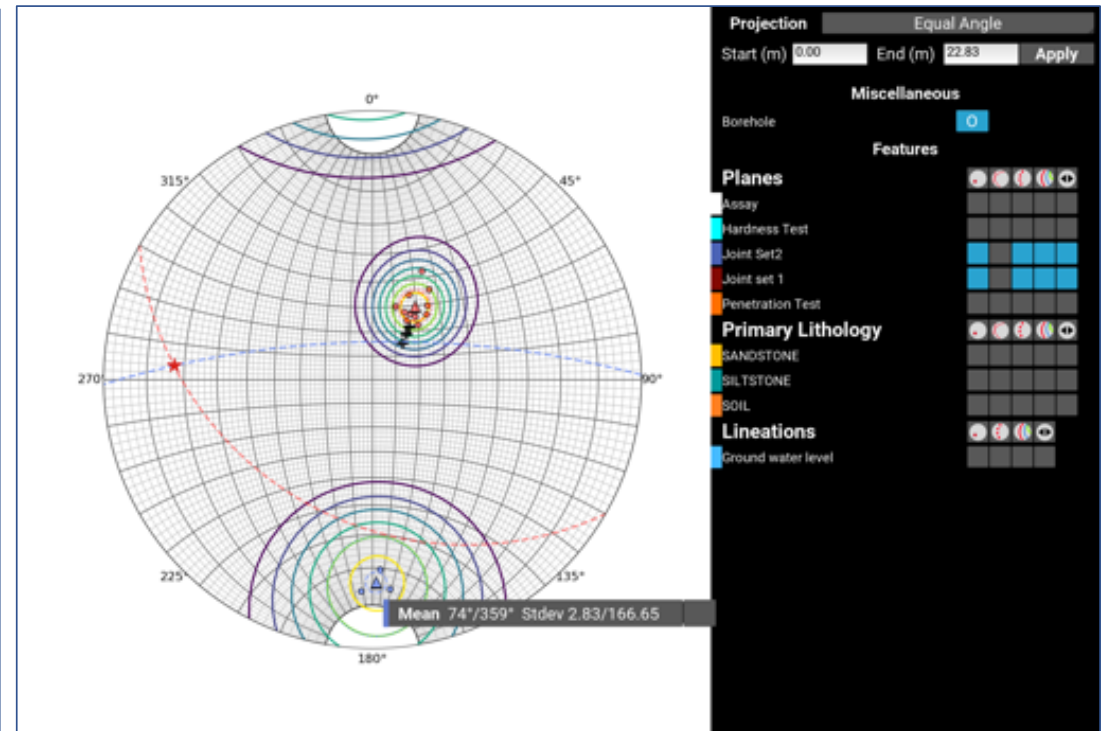 Projection Equal Angle
Start (m) 0.00 End (m) 22.83 Apply
Miscellaneous
Borehole O
Features
Planes
Assay
Hardness Test
Joint Set2
Joint set 1
Penetration Test
Primary Lithology
SANDSTONE
SILTSTONE
SOIL
Lineations
Ground water level
0°
315° 45°
270° 90°
225° 135°
Mean 74°/359° Stdev 2.83/166.65
180°